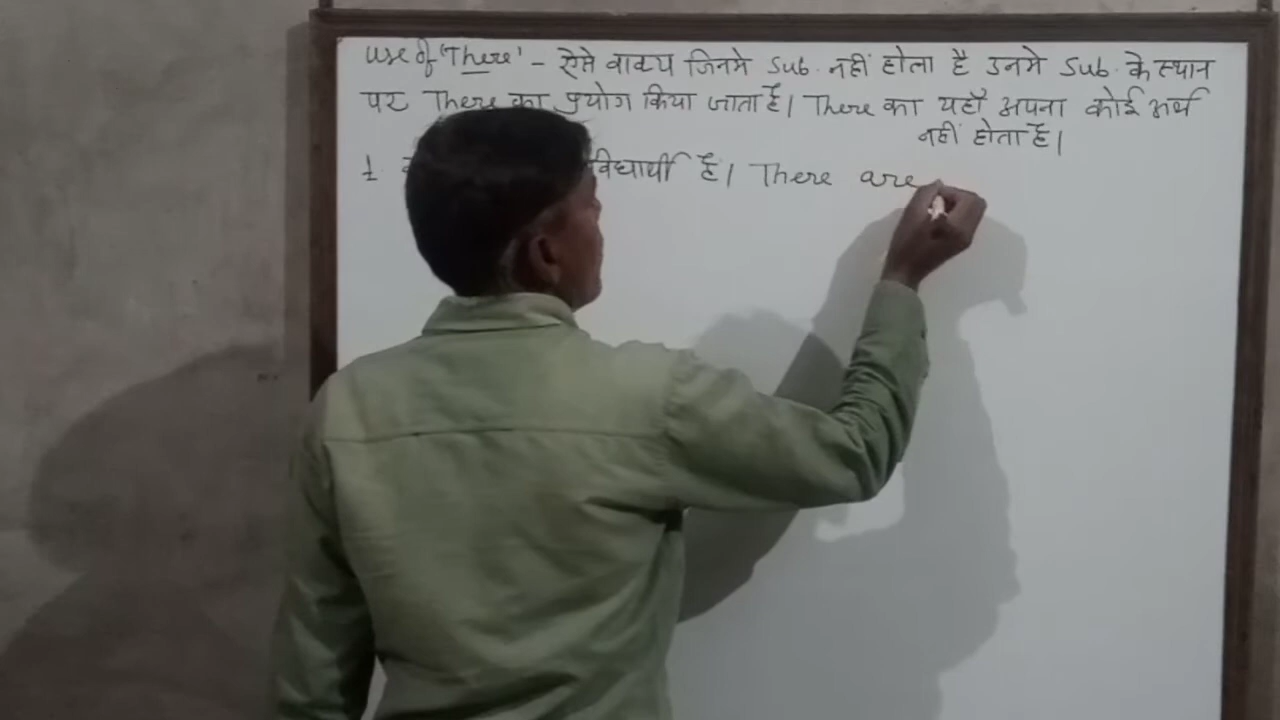 use of 'There' - ऐसे वाक्य जिनमे Sub. नहीं होता है उनमे Sub. के स्थान
पर There का प्रयोग किया जाता है। There का यहाँ अपना कोई अर्थ
नहीं होता है।
1. विद्यार्थी है। There are